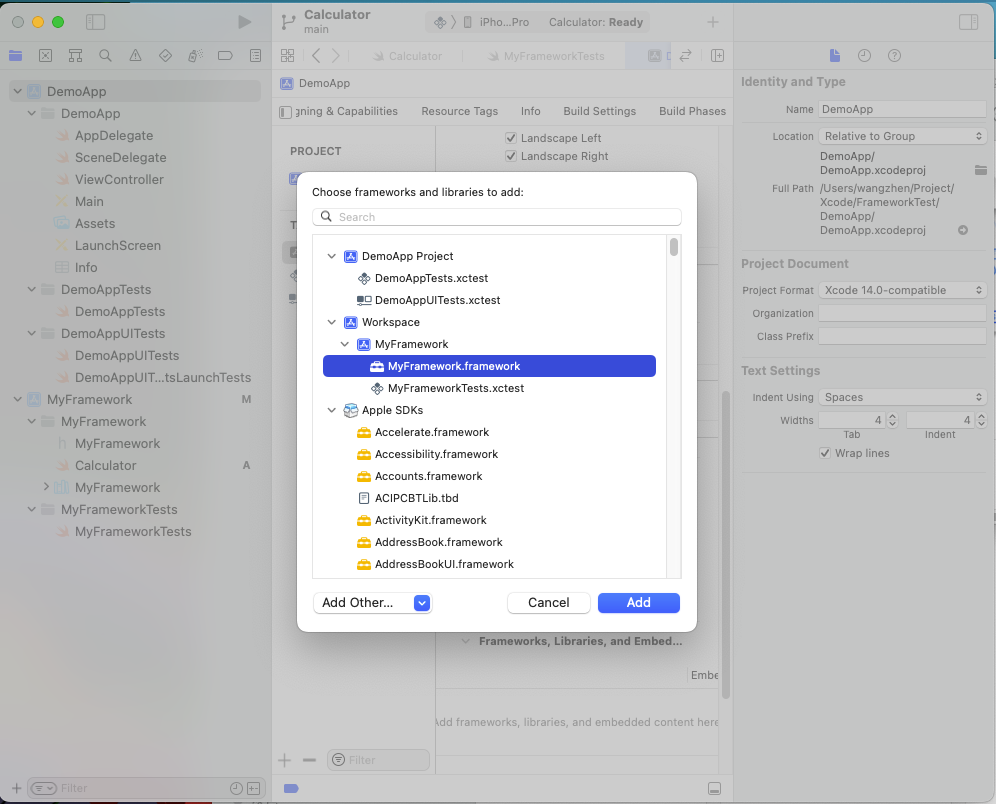 Calculator
main
iPho...Pro
Calculator: Ready
Calculator
MyFrameworkTests
DemoApp
gning & Capabilities
Resource Tags
Info
Build Settings
Build Phases
DemoApp
DemoApp
AppDelegate
SceneDelegate
ViewController
Main
Assets
LaunchScreen
Info
DemoAppTests
DemoAppTests
DemoAppUITests
DemoAppUITests
DemoAppUIT...tsLaunchTests
MyFramework M
MyFramework
MyFramework
Calculator A
MyFramework
MyFrameworkTests
MyFrameworkTests
Filter
PROJECT
T
Landscape Left
Landscape Right
Choose frameworks and libraries to add:
Search
DemoApp Project
DemoAppTests.xctest
DemoAppUITests.xctest
Workspace
MyFramework
MyFramework.framework
MyFrameworkTests.xctest
Apple SDKs
Accelerate.framework
Accessibility.framework
Accounts.framework
ACIPCBTLib.tbd
ActivityKit.framework
AddressBook.framework
AddressBookUI.framework
Add Other...
Cancel
Add
Frameworks, Libraries, and Embed...
Embe
Add frameworks, libraries, and embedded content here
Filter
Identity and Type
Name DemoApp
Location Relative to Group
DemoApp/
DemoApp.xcodeproj
Full Path /Users/wangzhen/Project/
Xcode/FrameworkTest/
DemoApp/
DemoApp.xcodeproj
Project Document
Project Format Xcode 14.0-compatible
Organization
Class Prefix
Text Settings
Indent Using Spaces
Widths 4 4
Tab Indent
Wrap lines